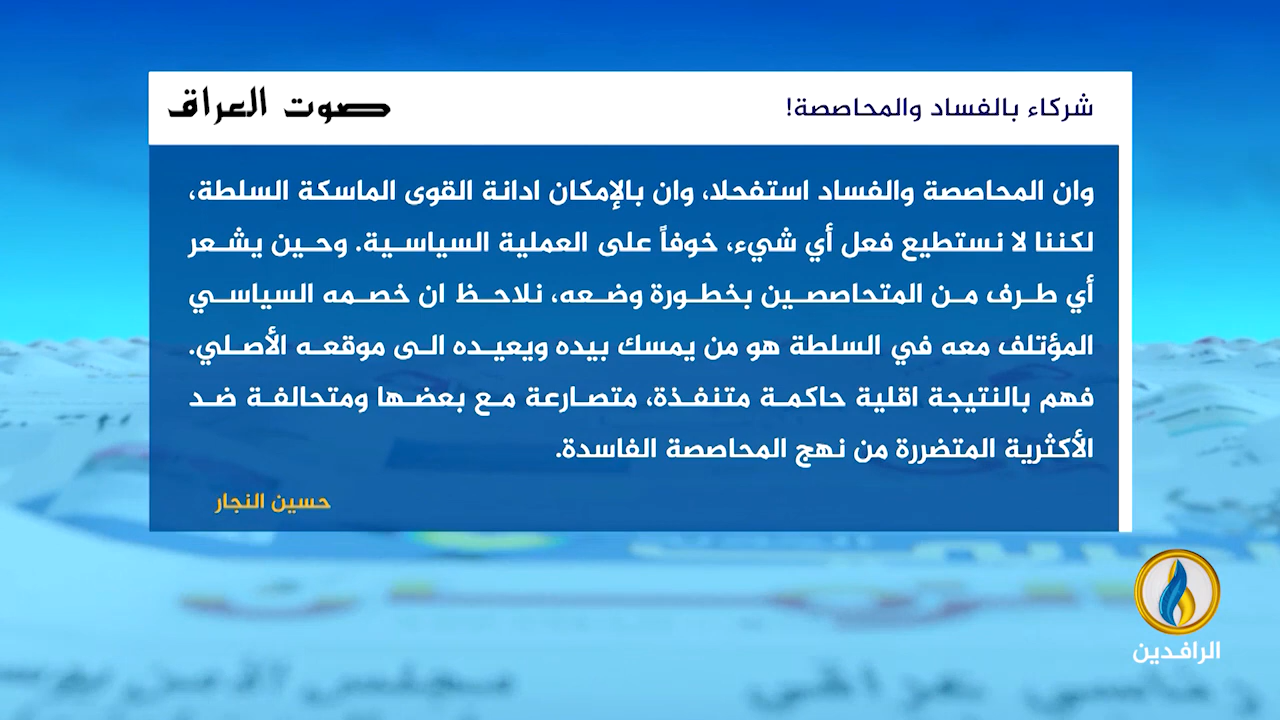 شركاء بالفساد والمحاصصة!
صوت العراق
وان المحاصصة والفساد استفحلا، وان بالإمكان ادانة القوى الماسكة السلطة،
لكننا لا نستطيع فعل أي شيء، خوفاً على العملية السياسية. وحين يشعر
أي طرف من المتحاصصين بخطورة وضعه، نلاحظ ان خصمه السياسي
المؤتلف معه في السلطة هو من يمسك بيده ويعيده الى موقعه الأصلي.
فهم بالنتيجة اقلية حاكمة متنفذة، متصارعة مع بعضها ومتحالفة ضد
الأكثرية المتضررة من نهج المحاصصة الفاسدة.
حسين النجار
الرافدين
مجلس الأمن